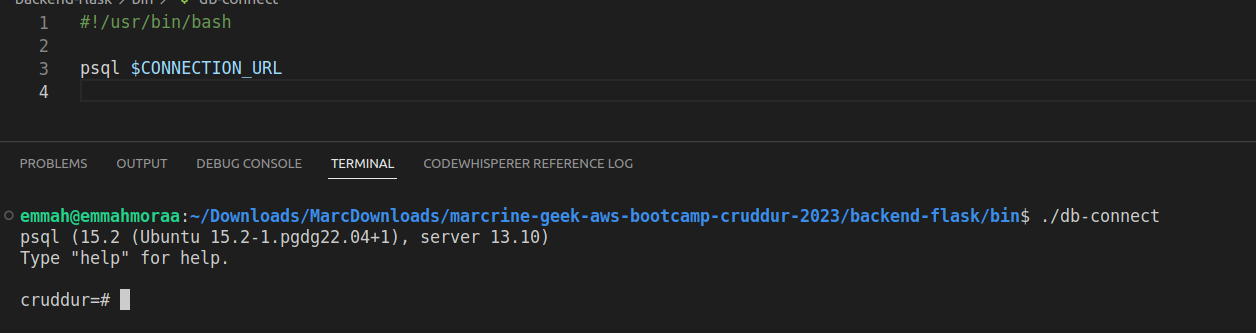 backend-flask > bin > db-connect
1 #!/usr/bin/bash
2
3 psql $CONNECTION_URL
4
PROBLEMS OUTPUT DEBUG CONSOLE TERMINAL CODEWHISPERER REFERENCE LOG
emmah@emmahmoraa:~/Downloads/MarcDownloads/marcrine-geek-aws-bootcamp-cruddur-2023/backend-flask/bin$ ./db-connect
psql (15.2 (Ubuntu 15.2-1.pgdg22.04+1), server 13.10)
Type "help" for help.
cruddur=#